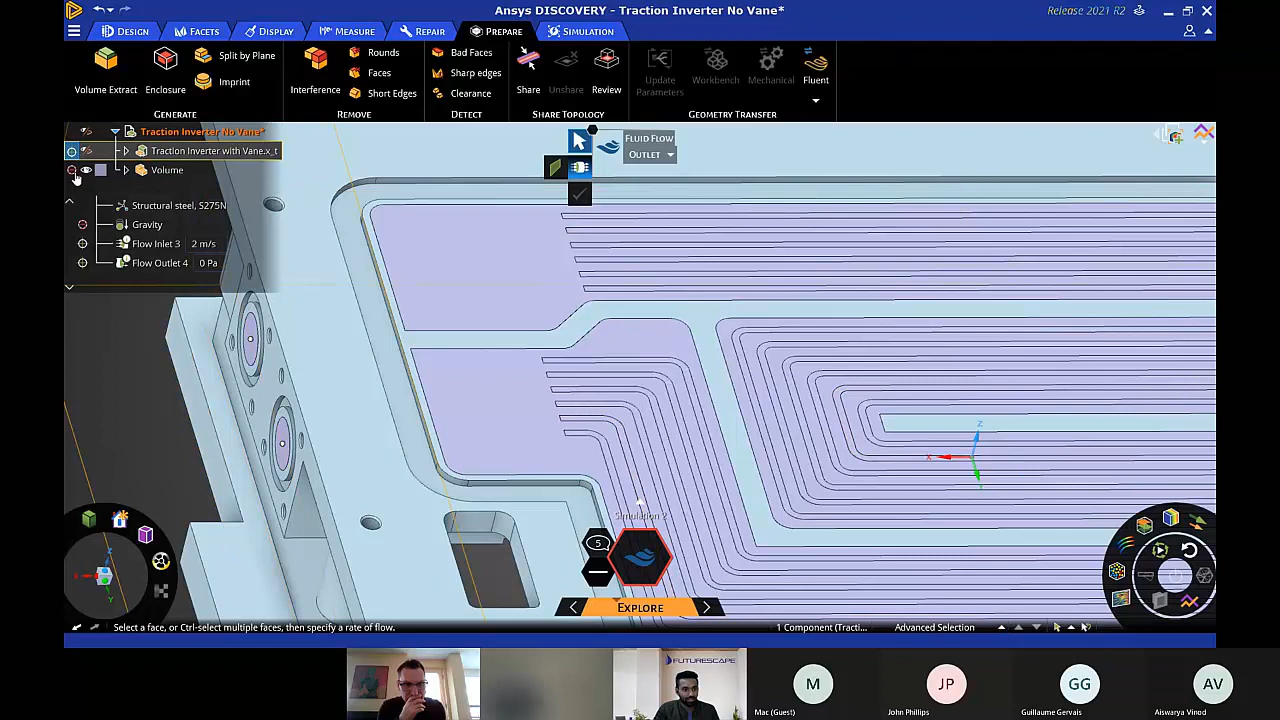 Ansys DISCOVERY - Traction Inverter No Vane*
Release 2021 R2
DESIGN
FACETS
DISPLAY
MEASURE
REPAIR
PREPARE
SIMULATION
Volume Extract
Enclosure
Split by Plane
Imprint
GENERATE
Interference
Rounds
Faces
Short Edges
REMOVE
Bad Faces
Sharp edges
Clearance
DETECT
Share
Unshare
Review
SHARE TOPOLOGY
Update
Parameters
Workbench
Mechanical
Fluent
GEOMETRY TRANSFER
Traction Inverter No Vane*
Traction Inverter with Vane.x_t
Volume
Structural steel, S275N
Gravity
Flow Inlet 3 2 m/s
Flow Outlet 4 0 Pa
FLUID FLOW
OUTLET
Z
X
Simulation 2
5
EXPLORE
Select a face, or Ctrl-select multiple faces, then specify a rate of flow.
1 Component (Tracti...
Advanced Selection
FUTURESCAPE
M
Mac (Guest)
JP
John Phillips
GG
Guillaume Gervais
AV
Aiswarya Vinod